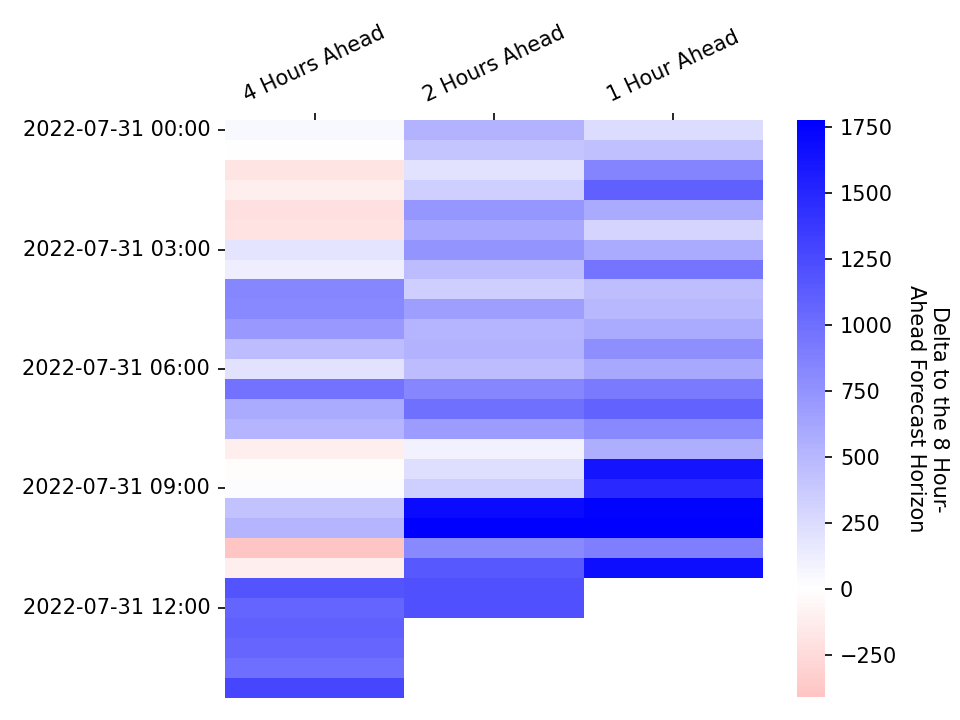 4 Hours Ahead
2 Hours Ahead
1 Hour Ahead
2022-07-31 00:00
2022-07-31 03:00
2022-07-31 06:00
2022-07-31 09:00
2022-07-31 12:00
1750
1500
1250
1000
750
500
250
0
−250
Delta to the 8 Hour-
Ahead Forecast Horizon